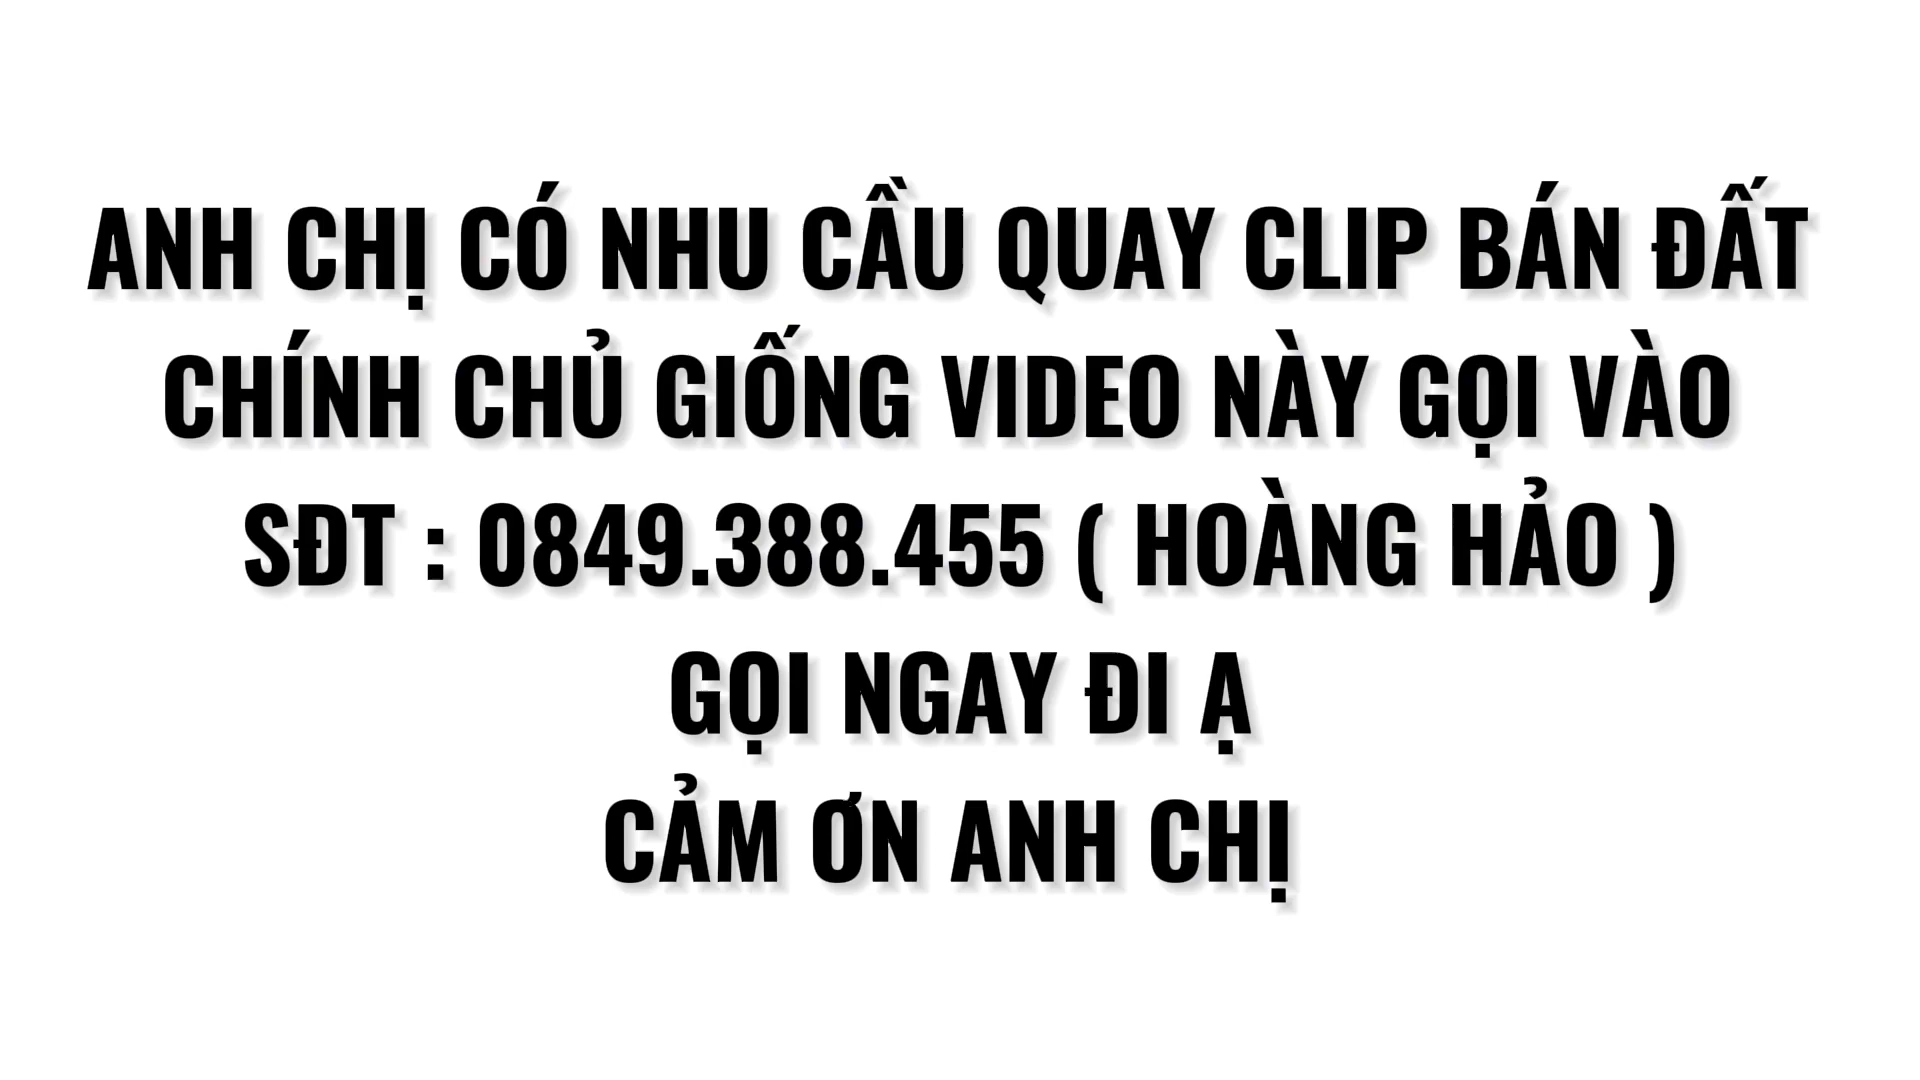 ANH CHỊ CÓ NHU CẦU QUAY CLIP BÁN ĐẤT
CHÍNH CHỦ GIỐNG VIDEO NÀY GỌI VÀO
SĐT : 0849.388.455 ( HOÀNG HẢO )
GỌI NGAY ĐI Ạ
CẢM ƠN ANH CHỊ